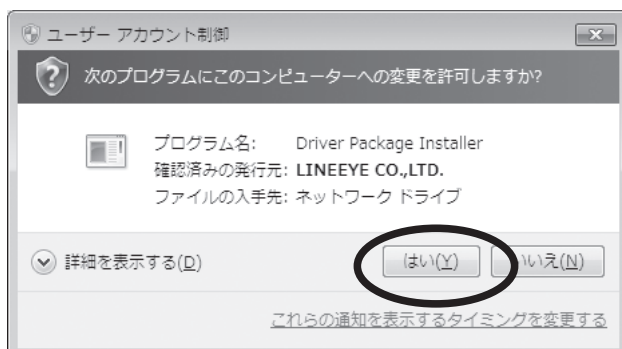 ユーザー アカウント制御
次のプログラムにこのコンピューターへの変更を許可しますか?
プログラム名: Driver Package Installer
確認済みの発行元: LINEEYE CO.,LTD.
ファイルの入手先: ネットワーク ドライブ
詳細を表示する(D) はい(Y) いいえ(N)
これらの通知を表示するタイミングを変更する